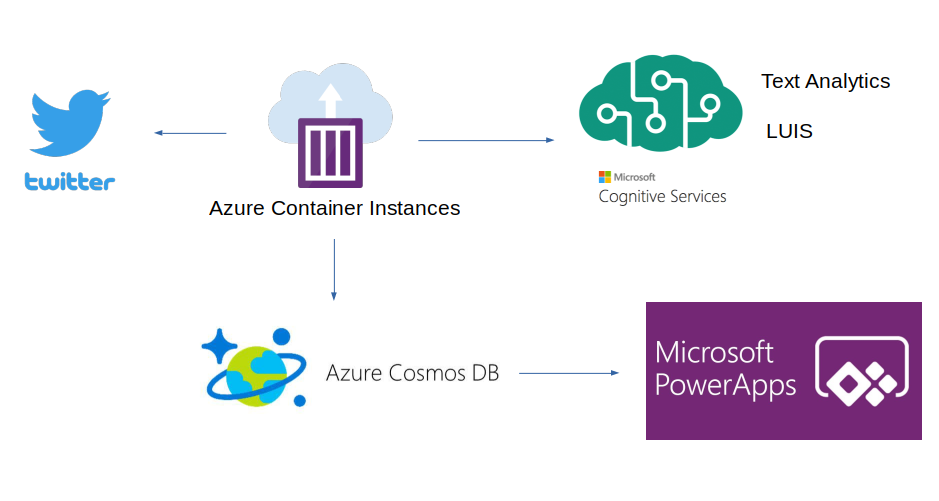 twitter
Azure Container Instances
Microsoft
Cognitive Services
Text Analytics
LUIS
Azure Cosmos DB
Microsoft
PowerApps